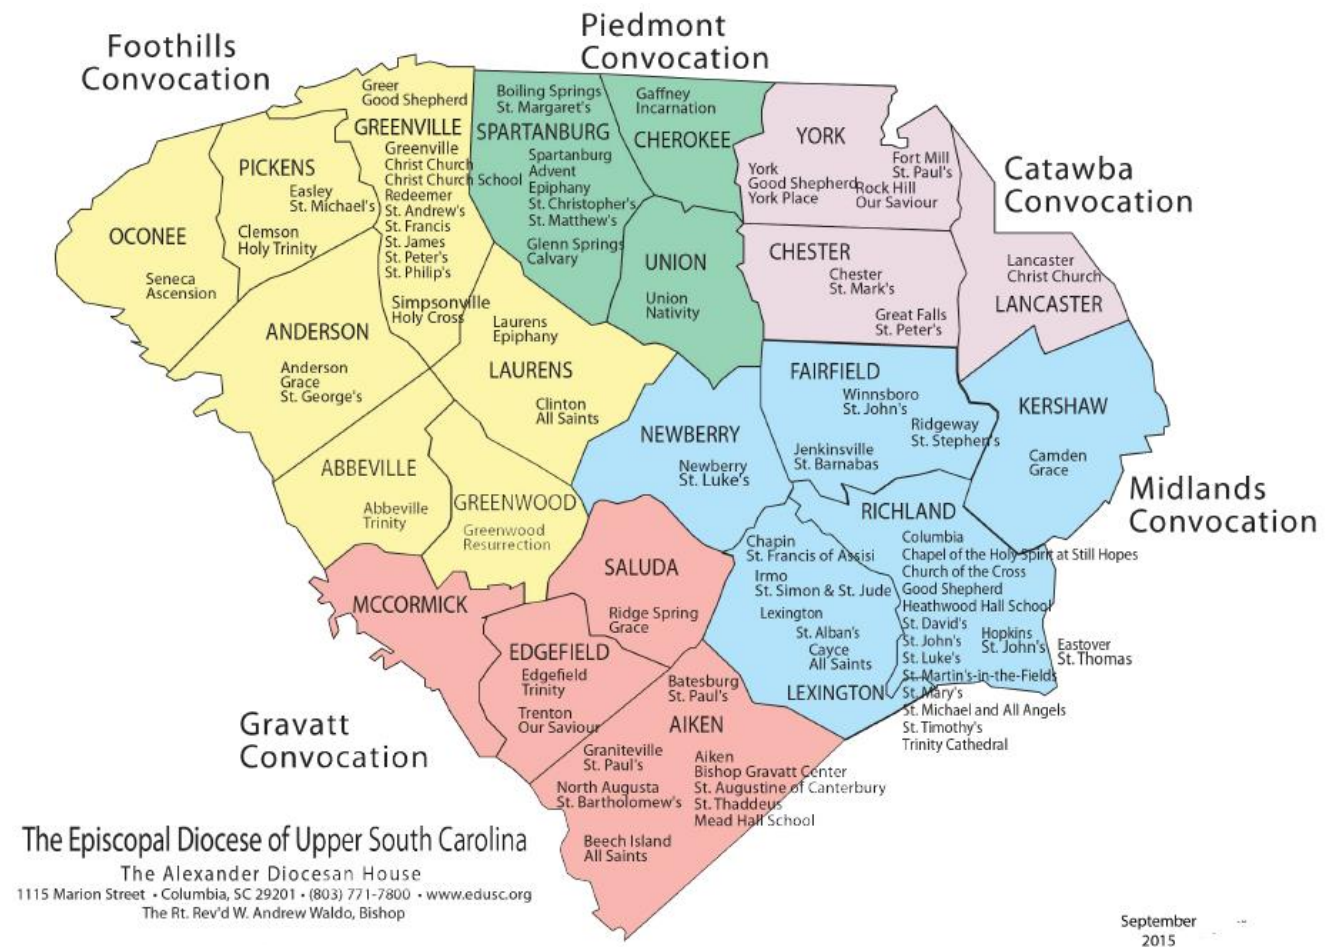 Foothills
Convocation
Piedmont
Convocation
Catawba
Convocation
Midlands
Convocation
Gravatt
Convocation
Greer
Good Shepherd
GREENVILLE
Greenville
Christ Church
Christ Church School
Redeemer
St. Andrew's
St. Francis
St. James
St. Peter's
St. Philip's
Simpsonville
Holy Cross
PICKENS
Easley
St. Michael's
Clemson
Holy Trinity
OCONEE
Seneca
Ascension
ANDERSON
Anderson
Grace
St. George's
Laurens
Epiphany
LAURENS
Clinton
All Saints
ABBEVILLE
Abbeville
Trinity
GREENWOOD
Greenwood
Resurrection
Boiling Springs
St. Margaret's
SPARTANBURG
Spartanburg
Advent
Epiphany
St. Christopher's
St. Matthew's
Glenn Springs
Calvary
Gaffney
Incarnation
CHEROKEE
UNION
Union
Nativity
YORK
York
Good Shepherd
York Place
Fort Mill
St. Paul's
Rock Hill
Our Saviour
CHESTER
Chester
St. Mark's
Great Falls
St. Peter's
Lancaster
Christ Church
LANCASTER
FAIRFIELD
Winnsboro
St. John's
Ridgeway
St. Stephen's
Jenkinsville
St. Barnabas
KERSHAW
Camden
Grace
NEWBERRY
Newberry
St. Luke's
RICHLAND
Columbia
Chapel of the Holy Spirit at Still Hopes
Church of the Cross
Good Shepherd
Heathwood Hall School
St. David's
St. John's
St. Luke's
St. Martin's-in-the-Fields
St. Mary's
St. Michael and All Angels
St. Timothy's
Trinity Cathedral
Hopkins
St. John's
Eastover
St. Thomas
Chapin
St. Francis of Assisi
Irmo
St. Simon & St. Jude
Lexington
St. Alban's
Cayce
All Saints
LEXINGTON
SALUDA
Ridge Spring
Grace
MCCORMICK
EDGEFIELD
Edgefield
Trinity
Trenton
Our Saviour
Batesburg
St. Paul's
AIKEN
Graniteville
St. Paul's
North Augusta
St. Bartholomew's
Beech Island
All Saints
Aiken
Bishop Gravatt Center
St. Augustine of Canterbury
St. Thaddeus
Mead Hall School
The Episcopal Diocese of Upper South Carolina
The Alexander Diocesan House
1115 Marion Street • Columbia, SC 29201 • (803) 771-7800 • www.edusc.org
The Rt. Rev'd W. Andrew Waldo, Bishop
September
2015